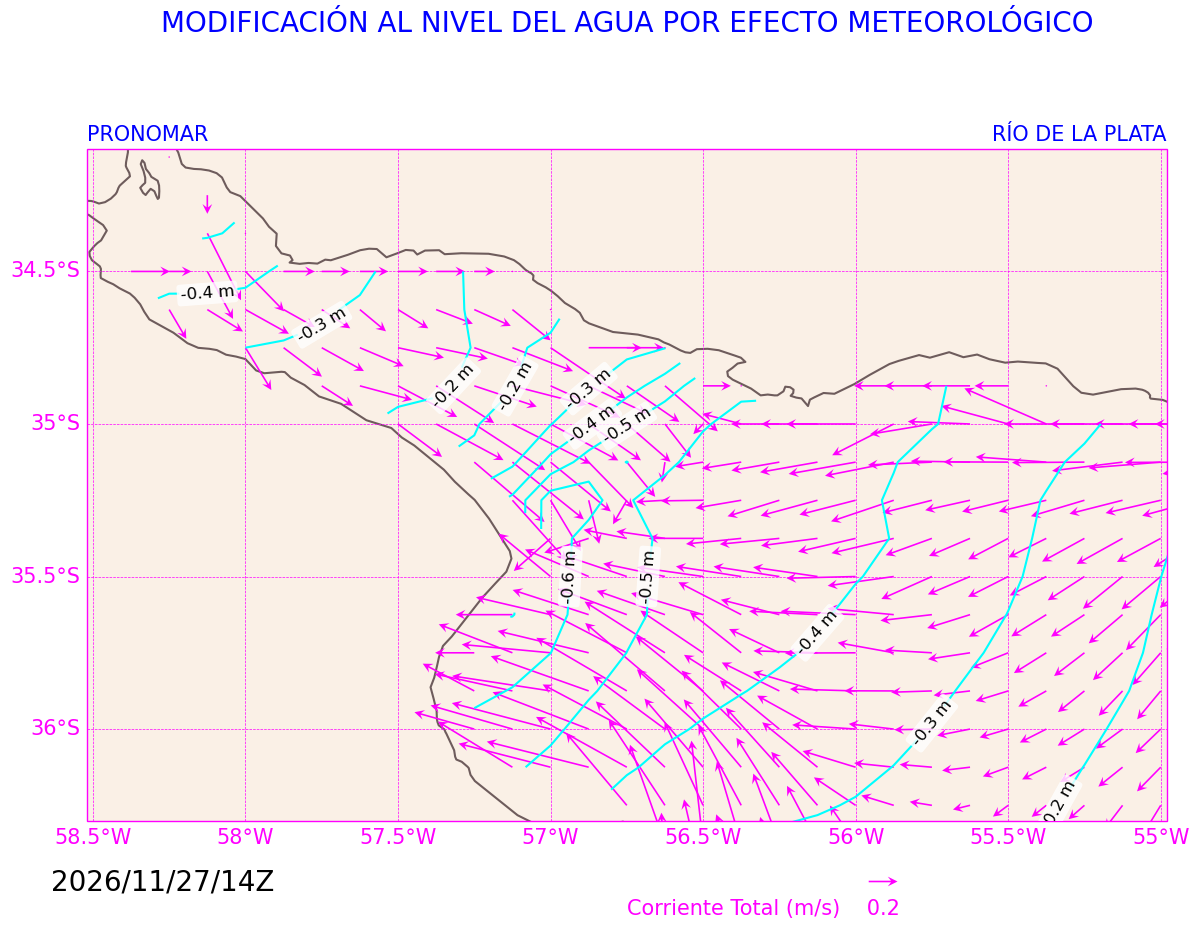 MODIFICACIÓN AL NIVEL DEL AGUA POR EFECTO METEOROLÓGICO
PRONOMAR
RÍO DE LA PLATA
34.5°S
-0.4 m
-0.3 m
-0.2 m
-0.2 m
-0.3 m
-0.4 m
-0.5 m
35°S
35.5°S
-0.6 m
-0.5 m
-0.4 m
-0.3 m
36°S
0.2 m
58.5°W
58°W
57.5°W
57°W
56.5°W
56°W
55.5°W
55°W
2026/11/27/14Z
Corriente Total (m/s)
0.2